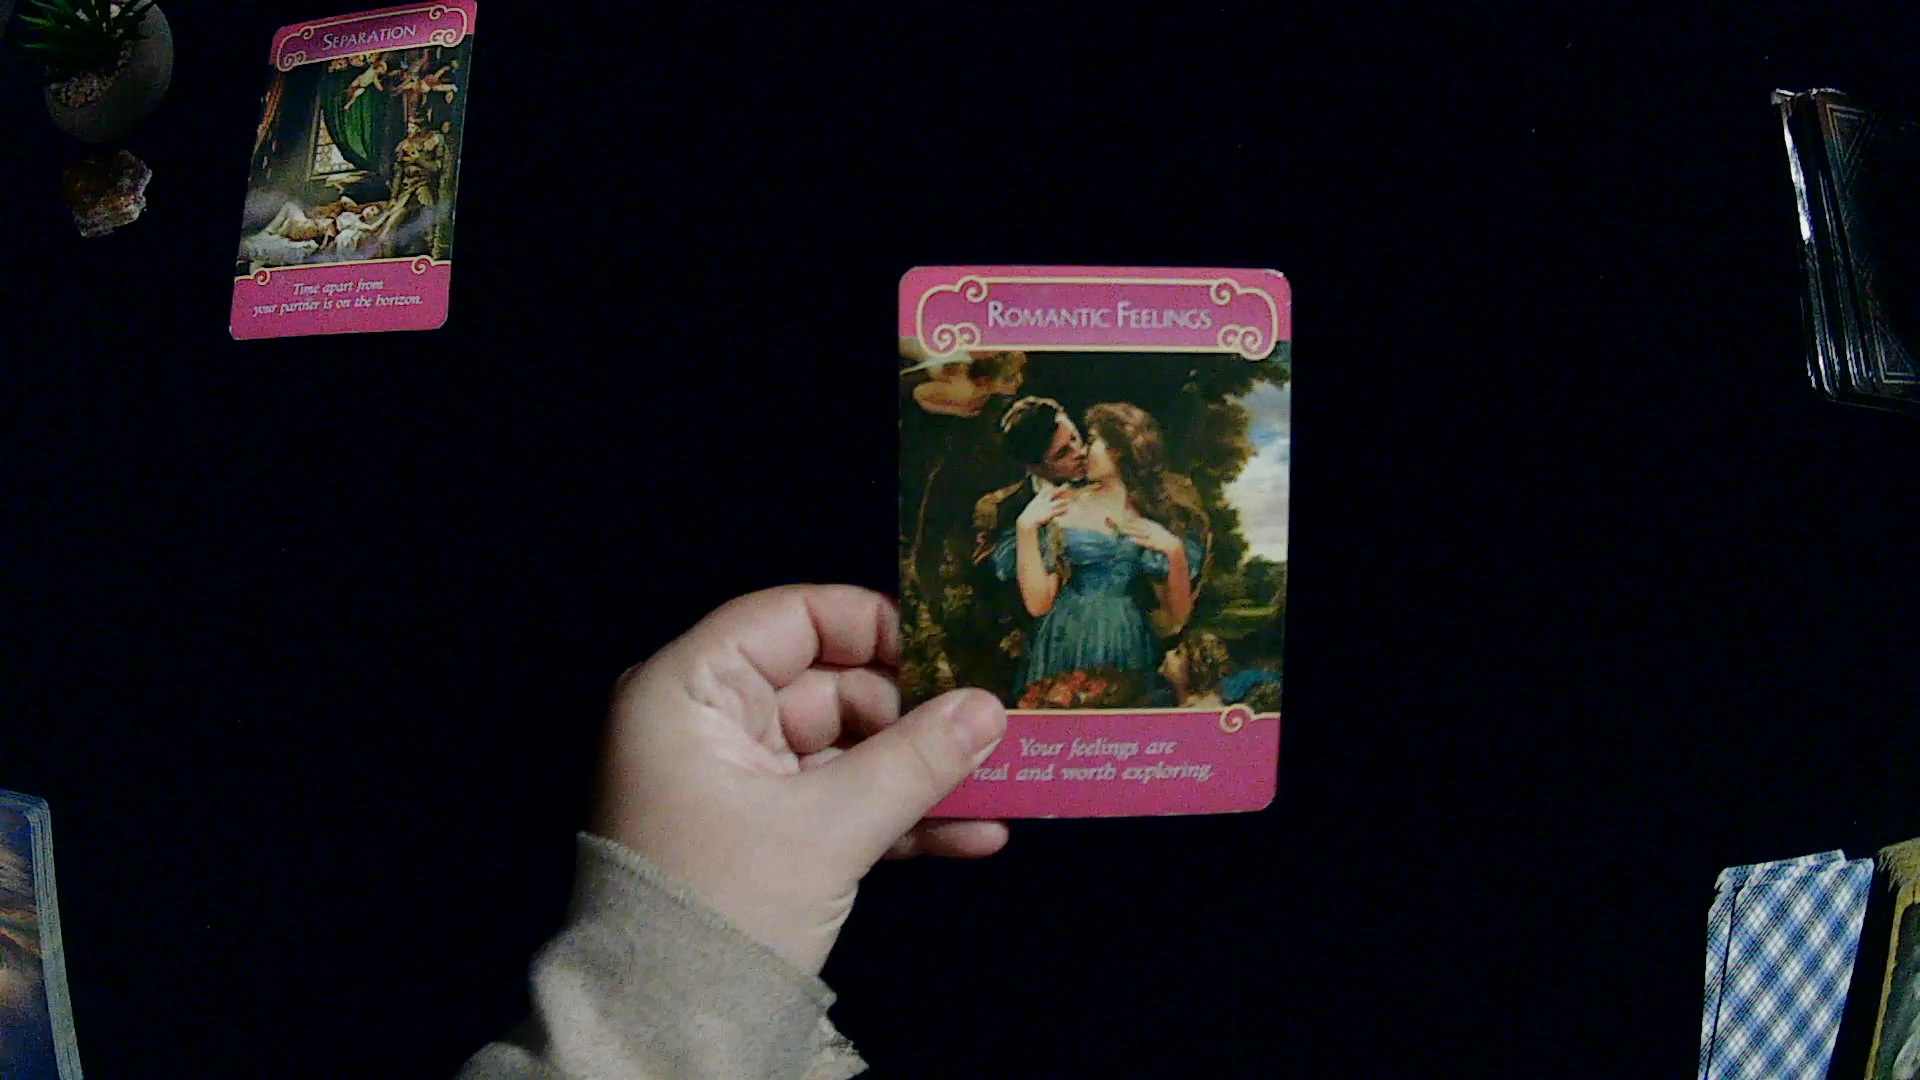 SEPARATION
Time apart from
your partner is on the horizon.
ROMANTIC FEELINGS
Your feelings are
real and worth exploring.